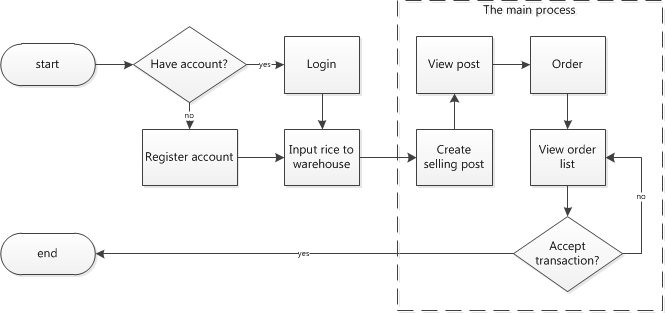 The main process
start
Have account?
yes
Login
View post
Order
no
Register account
Input rice to
warehouse
Create
selling post
View order
list
no
end
yes
Accept
transaction?